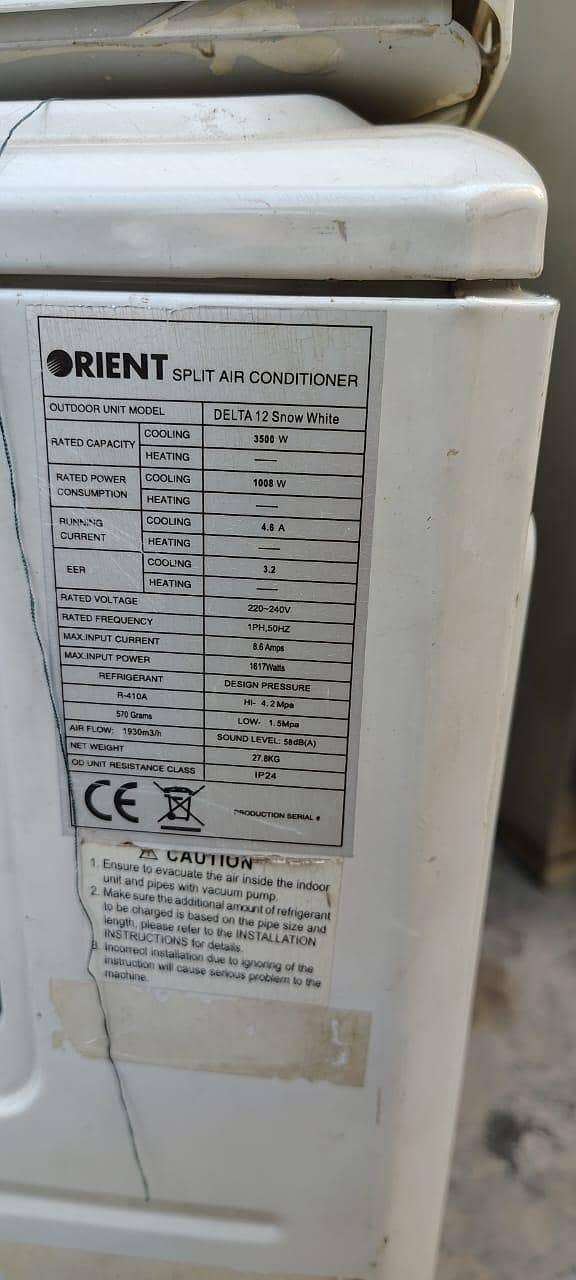 ORIENT SPLIT AIR CONDITIONER
OUTDOOR UNIT MODEL DELTA 12 Snow White
RATED CAPACITY COOLING 3500 W
HEATING —
RATED POWER CONSUMPTION COOLING 1008 W
HEATING —
RUNNING CURRENT COOLING 4.6 A
HEATING —
EER COOLING 3.2
HEATING —
RATED VOLTAGE 220~240V
RATED FREQUENCY 1PH,50HZ
MAX.INPUT CURRENT 8.6 Amps
MAX.INPUT POWER 1617Watts
REFRIGERANT DESIGN PRESSURE
R-410A HI- 4.2 Mpa
570 Grams LOW- 1.5Mpa
AIR FLOW: 1930m3/h SOUND LEVEL: 58dB(A)
NET WEIGHT 27.8KG
OD UNIT RESISTANCE CLASS IP24
CE
PRODUCTION SERIAL #
CAUTION
1. Ensure to evacuate the air inside the indoor
unit and pipes with vacuum pump.
2. Make sure the additional amount of refrigerant
to be charged is based on the pipe size and
length, please refer to the INSTALLATION
INSTRUCTIONS for details.
3. Incorrect installation due to ignoring of the
instruction will cause serious problem to the
machine.